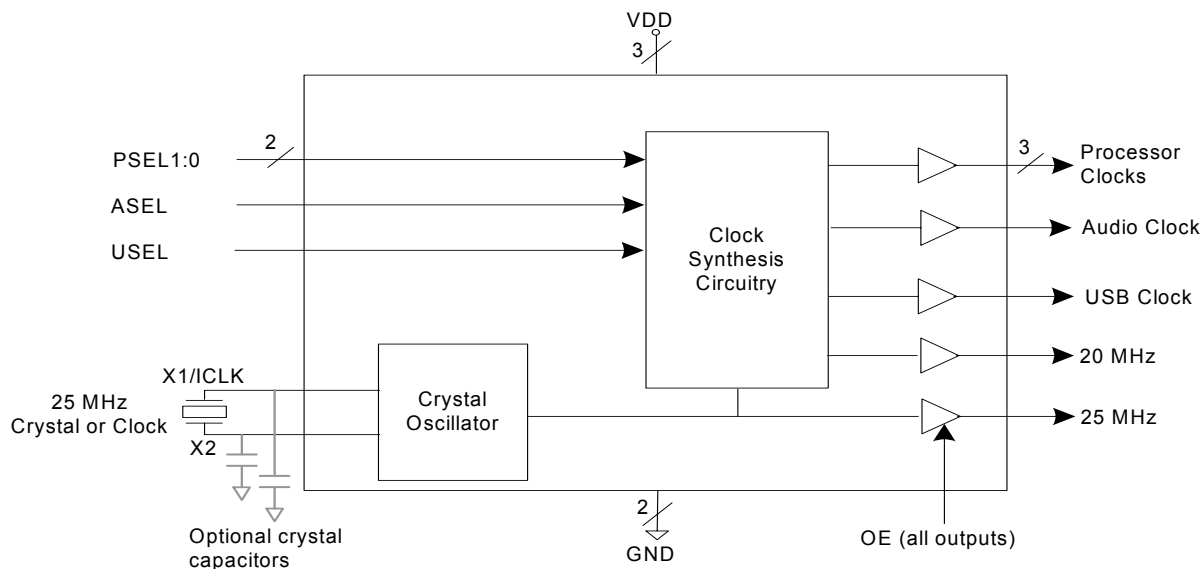 VDD
3
PSEL1:0
2
ASEL
USEL
Clock
Synthesis
Circuitry
3
Processor
Clocks
Audio Clock
USB Clock
20 MHz
25 MHz
X1/ICLK
25 MHz
Crystal or Clock
X2
Crystal
Oscillator
Optional crystal
capacitors
2
GND
OE (all outputs)